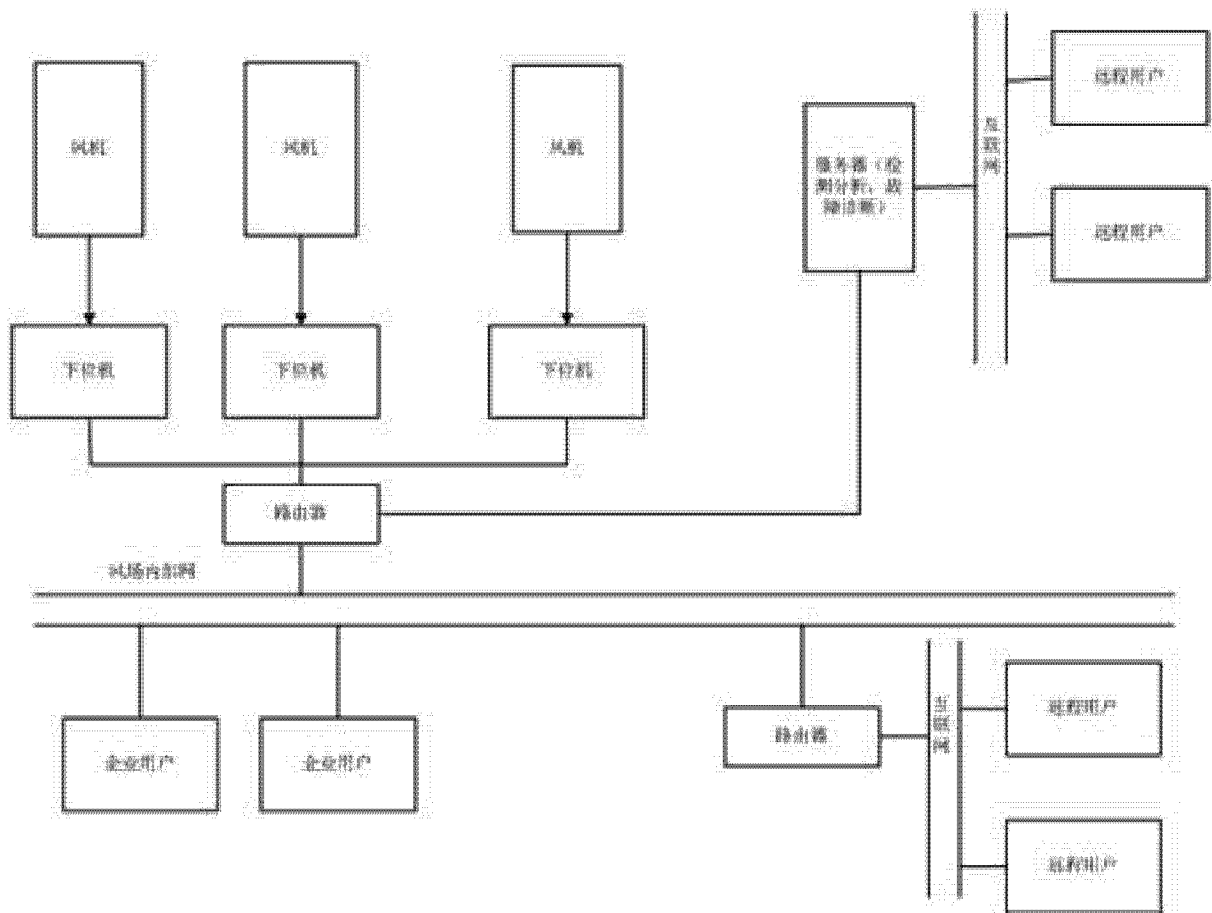 风机
风机
风机
服务器（检
测分析，故
障诊断）
互
联
网
远程用户
远程用户
下位机
下位机
下位机
路由器
风场内部网
企业用户
企业用户
路由器
互
联
网
远程用户
远程用户